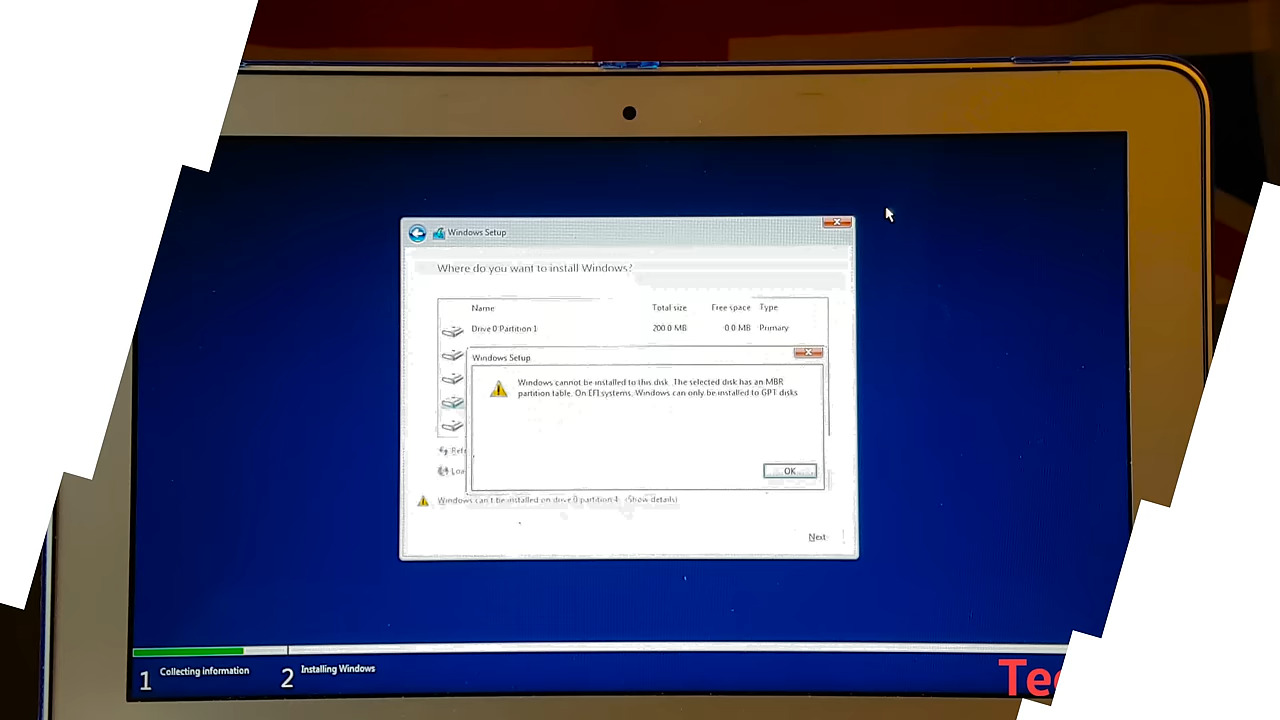 Windows Setup
Where do you want to install Windows?
Name Total size Free space Type
Drive 0 Partition 1 200.0 MB 0.0 MB Primary
Windows Setup
Windows cannot be installed to this disk. The selected disk has an MBR
partition table. On EFI systems, Windows can only be installed to GPT disks
OK
Windows can't be installed on drive 0 partition 4. (Show details)
Next
1 Collecting information
2 Installing Windows